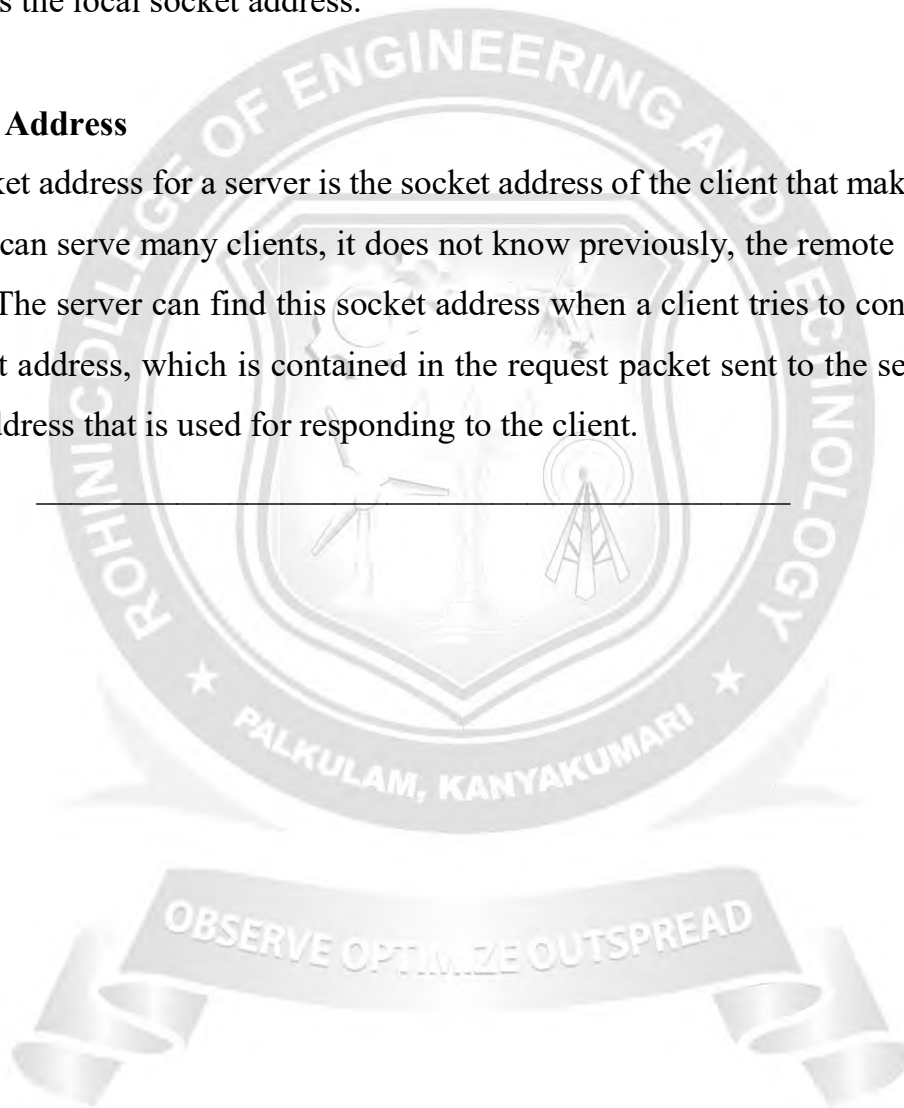 s the local socket address.
Address
ket address for a server is the socket address of the client that mak
can serve many clients, it does not know previously, the remote
The server can find this socket address when a client tries to con
t address, which is contained in the request packet sent to the se
ldress that is used for responding to the client.
ROHINI COLLEGE OF ENGINEERING AND TECHNOLOGY
PALKULAM, KANYAKUMARI
OBSERVE OPTIMIZE OUTSPREAD